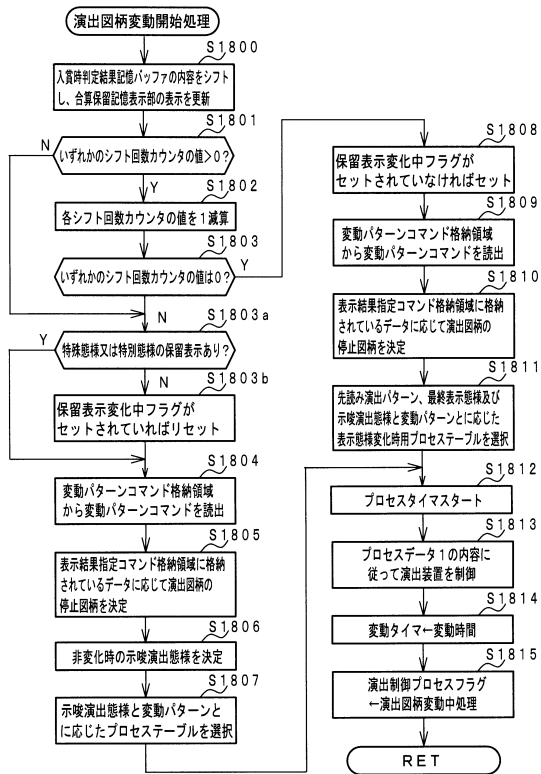 演出図柄変動開始処理
S1800
入賞時判定結果記憶バッファの内容をシフト
し、合算保留記憶表示部の表示を更新
S1801
いずれかのシフト回数カウンタの値>0?
N
Y
S1802
各シフト回数カウンタの値を1減算
S1803
いずれかのシフト回数カウンタの値は0?
Y
N
S1803a
特殊態様又は特別態様の保留表示あり?
Y
N
S1803b
保留表示変化中フラグが
セットされていればリセット
S1804
変動パターンコマンド格納領域
から変動パターンコマンドを読出
S1805
表示結果指定コマンド格納領域に格納
されているデータに応じて演出図柄の
停止図柄を決定
S1806
非変化時の示唆演出態様を決定
S1807
示唆演出態様と変動パターンと
に応じたプロセステーブルを選択
S1808
保留表示変化中フラグが
セットされていなければセット
S1809
変動パターンコマンド格納領域
から変動パターンコマンドを読出
S1810
表示結果指定コマンド格納領域に格納
されているデータに応じて演出図柄の
停止図柄を決定
S1811
先読み演出パターン、最終表示態様及び
示唆演出態様と変動パターンとに応じた
表示態様変化時用プロセステーブルを選択
S1812
プロセスタイマスタート
S1813
プロセスデータ1の内容に
従って演出装置を制御
S1814
変動タイマ←変動時間
S1815
演出制御プロセスフラグ
←演出図柄変動中処理
RET